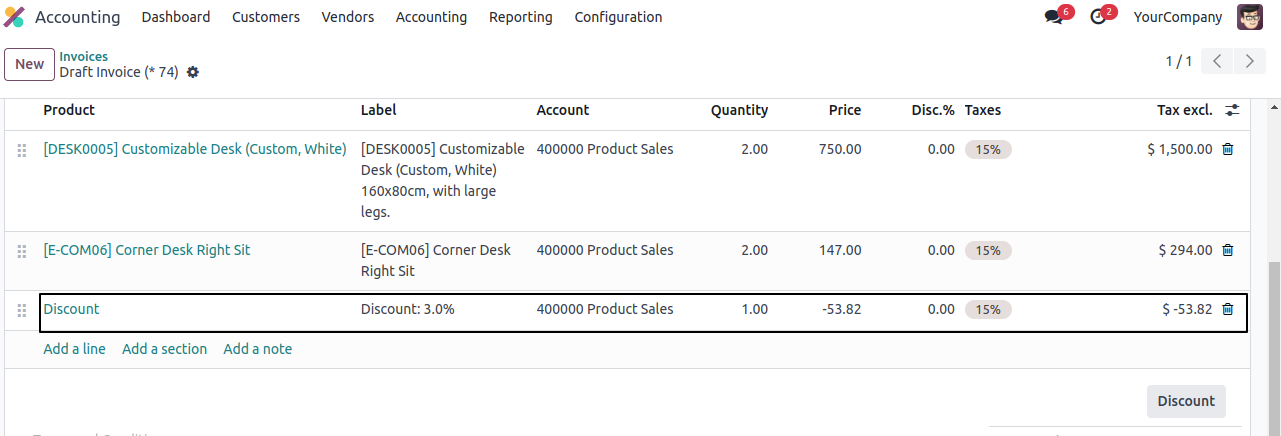 Accounting Dashboard Customers Vendors Accounting Reporting Configuration 6 2 YourCompany
New Invoices
Draft Invoice (* 74) 1 / 1
Product Label Account Quantity Price Disc.% Taxes Tax excl.
[DESK0005] Customizable Desk (Custom, White) [DESK0005] Customizable 400000 Product Sales 2.00 750.00 0.00 15% $ 1,500.00
Desk (Custom, White)
160x80cm, with large
legs.
[E-COM06] Corner Desk Right Sit [E-COM06] Corner Desk 400000 Product Sales 2.00 147.00 0.00 15% $ 294.00
Right Sit
Discount Discount: 3.0% 400000 Product Sales 1.00 -53.82 0.00 15% $ -53.82
Add a line Add a section Add a note
Discount